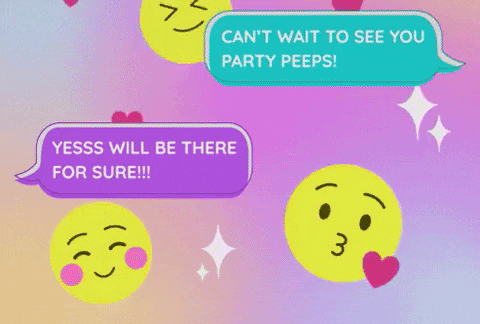 CAN'T WAIT TO SEE YOU
PARTY PEEPS!
YESSS WILL BE THERE
FOR SURE!!!